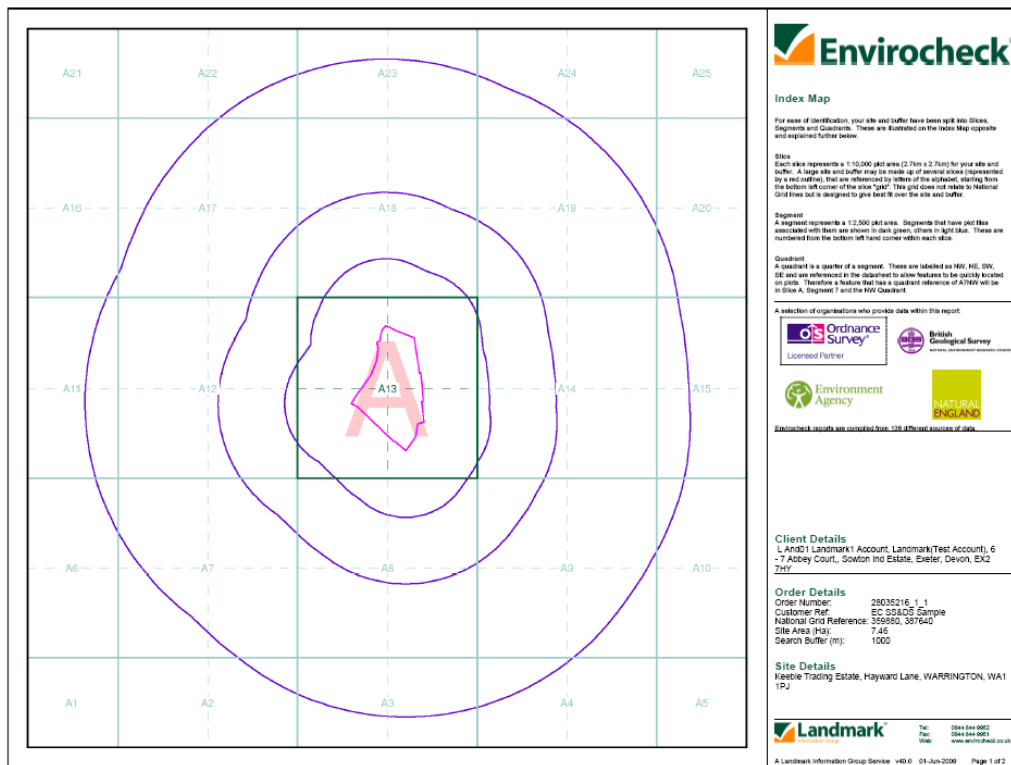 A21 A22 A23 A24 A25
A16 A17 A18 A19 A20
A11 A12 A13 A14 A15
A
A6 A7 A8 A9 A10
A1 A2 A3 A4 A5
Envirocheck®
Index Map
For ease of identification, your site and buffer have been split into Slices,
Segments and Quadrants. These are illustrated on the Index Map opposite
and explained further below.
Slice
Each slice represents a 1:10,000 plot area (2.7km x 2.7km) for your site and
buffer. A large site and buffer may be made up of several slices (represented
by a red outline), that are referenced by letters of the alphabet, starting from
the bottom left corner of the slice "grid". This grid does not relate to National
Grid lines but is designed to give best fit over the site and buffer.
Segment
A segment represents a 1:2,500 plot area. Segments that have plot files
associated with them are shown in dark green, others in light blue. These are
numbered from the bottom left hand corner within each slice.
Quadrant
A quadrant is a quarter of a segment. These are labelled as NW, NE, SW,
SE and are referenced in the datasheet to allow features to be quickly located
on plots. Therefore a feature that has a quadrant reference of A7NW will be
in Slice A, Segment 7 and the NW Quadrant.
A selection of organisations who provide data within this report:
Ordnance
Survey®
Licensed Partner
British
Geological Survey
NATURAL ENVIRONMENT RESEARCH
Environment
Agency
NATURAL
ENGLAND
Envirocheck reports are compiled from 136 different sources of data.
Client Details
L And01 Landmark1 Account, Landmark(Test Account), 6
- 7 Abbey Court,, Sowton Ind Estate, Exeter, Devon, EX2
7HY
Order Details
Order Number: 28035216_1_1
Customer Ref: EC SS&DS Sample
National Grid Reference: 359880, 387640
Site Area (Ha): 7.46
Search Buffer (m): 1000
Site Details
Keeble Trading Estate, Hayward Lane, WARRINGTON, WA1
1PJ
Landmark®
Information Group
Tel: 0844 844 9952
Fax: 0844 844 9951
Web: www.envirocheck.co.uk
A Landmark Information Group Service v40.0 01-Jun-2009 Page 1 of 2